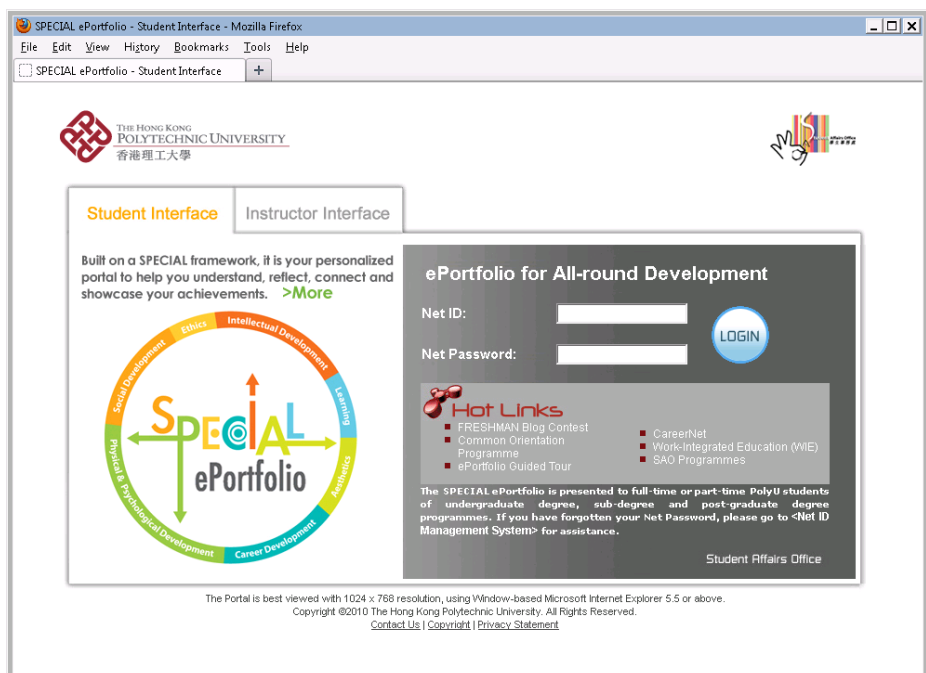 SPECIAL ePortfolio - Student Interface - Mozilla Firefox
File Edit View History Bookmarks Tools Help
SPECIAL ePortfolio - Student Interface
THE HONG KONG
POLYTECHNIC UNIVERSITY
香港理工大學
Affairs Office
學生事務處
Student Interface
Instructor Interface
Built on a SPECIAL framework, it is your personalized
portal to help you understand, reflect, connect and
showcase your achievements. >More
Social Development
Ethics
Intellectual Development
Learning
Aesthetics
Career Development
Physical & Psychological Development
SPECIAL
ePortfolio
ePortfolio for All-round Development
Net ID:
Net Password:
LOGIN
Hot Links
FRESHMAN Blog Contest
Common Orientation
Programme
ePortfolio Guided Tour
CareerNet
Work-Integrated Education (WIE)
SAO Programmes
The SPECIAL ePortfolio is presented to full-time or part-time PolyU students
of undergraduate degree, sub-degree and post-graduate degree
programmes. If you have forgotten your Net Password, please go to <Net ID
Management System> for assistance.
Student Affairs Office
The Portal is best viewed with 1024 x 768 resolution, using Window-based Microsoft Internet Explorer 5.5 or above.
Copyright ©2010 The Hong Kong Polytechnic University. All Rights Reserved.
Contact Us | Copyright | Privacy Statement